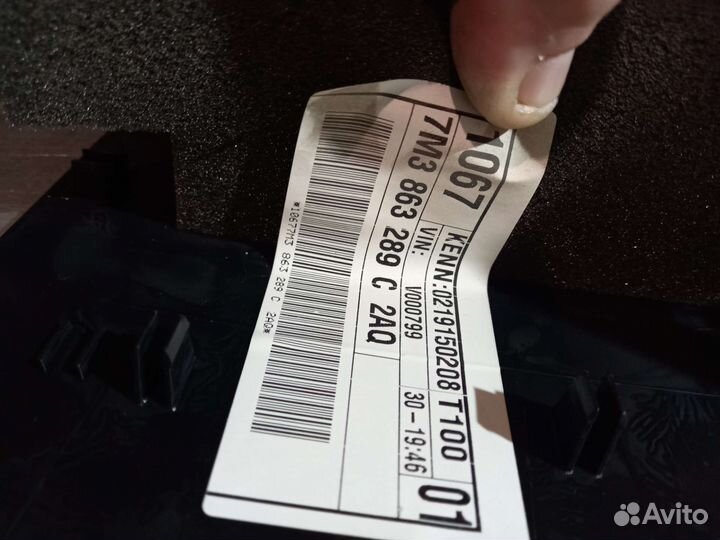 1067 KENN:0219150208 T100 01
7M3 VIN: V000799 30-19:46
863 289 C 2AQ
*10677M3 863 289 C 2AQ*
Avito